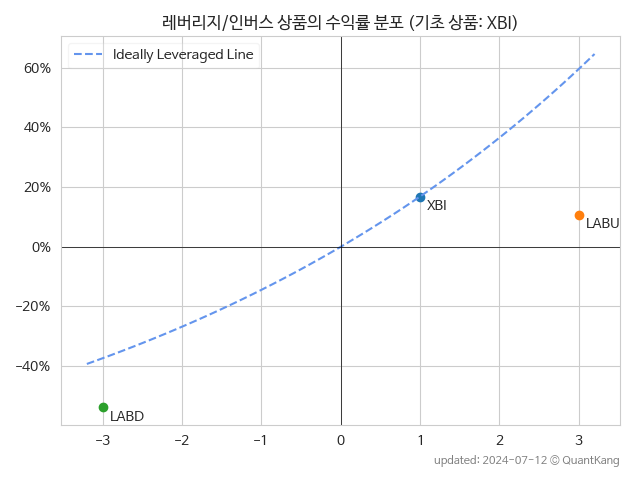 레버리지/인버스 상품의 수익률 분포 (기초 상품: XBI)
Ideally Leveraged Line
60%
40%
20%
0%
−20%
−40%
XBI
LABU
LABD
−3 −2 −1 0 1 2 3
updated: 2024-07-12 © QuantKang